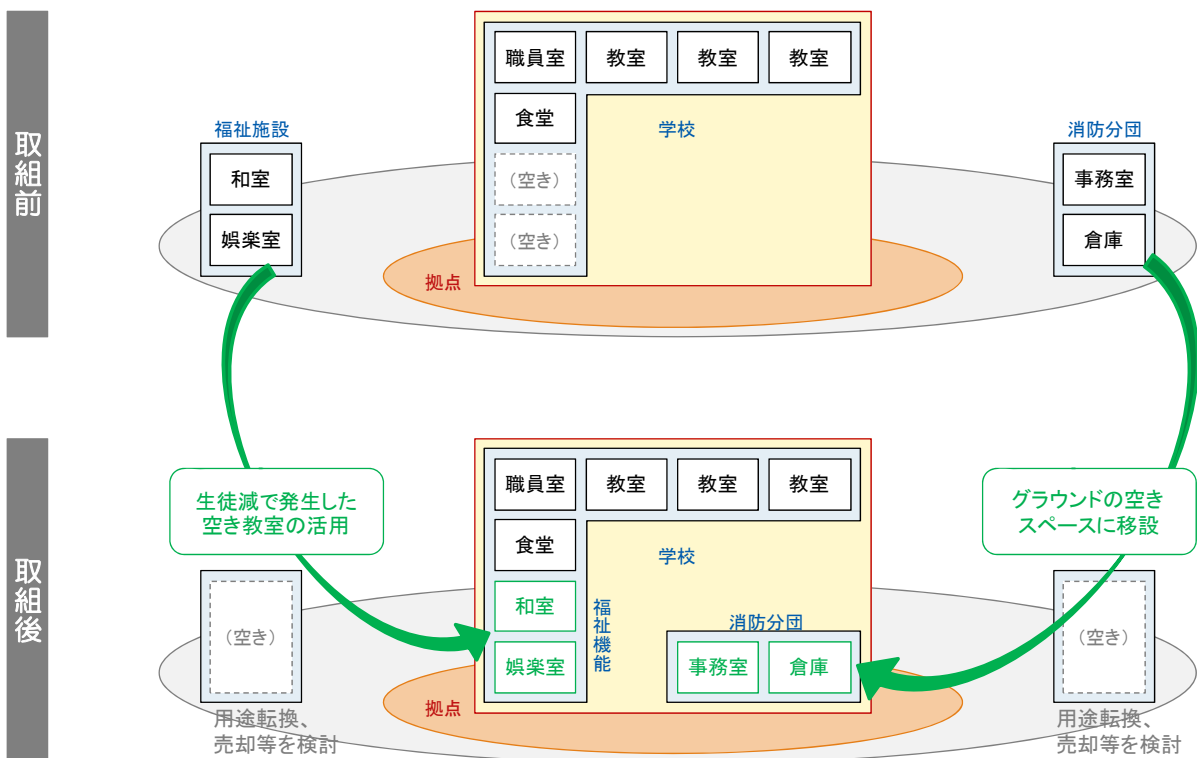 取組前
職員室
教室
教室
教室
食堂
(空き)
(空き)
学校
福祉施設
和室
娯楽室
消防分団
事務室
倉庫
拠点
取組後
生徒減で発生した
空き教室の活用
グラウンドの空き
スペースに移設
職員室
教室
教室
教室
食堂
和室
娯楽室
福祉機能
学校
消防分団
事務室
倉庫
(空き)
用途転換、
売却等を検討
拠点
(空き)
用途転換、
売却等を検討